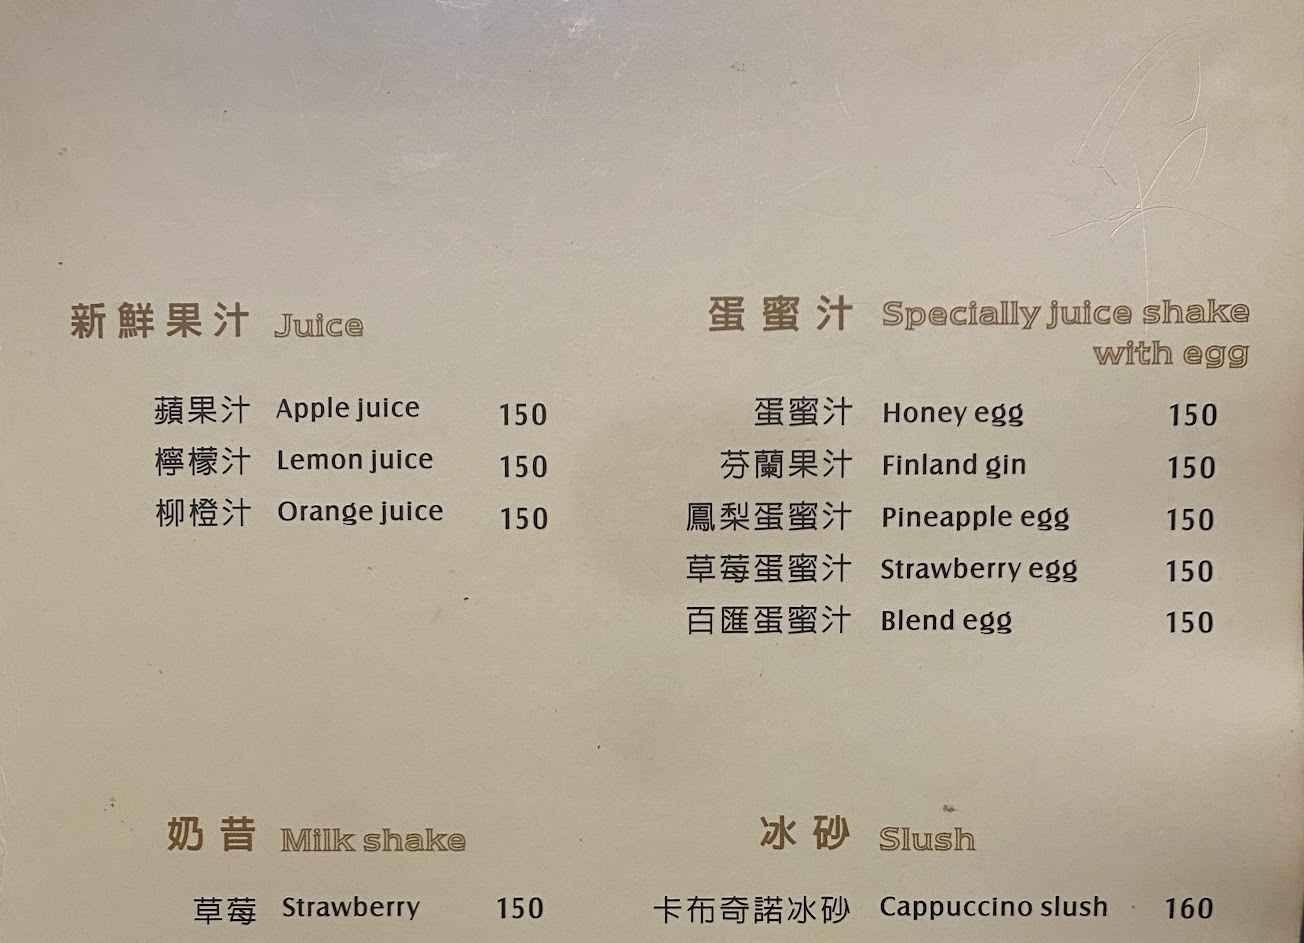 新鮮果汁 Juice
蘋果汁 Apple juice 150
檸檬汁 Lemon juice 150
柳橙汁 Orange juice 150
蛋蜜汁 Specially juice shake
with egg
蛋蜜汁 Honey egg 150
芬蘭果汁 Finland gin 150
鳳梨蛋蜜汁 Pineapple egg 150
草莓蛋蜜汁 Strawberry egg 150
百匯蛋蜜汁 Blend egg 150
奶昔 Milk shake
草莓 Strawberry 150
冰砂 Slush
卡布奇諾冰砂 Cappuccino slush 160